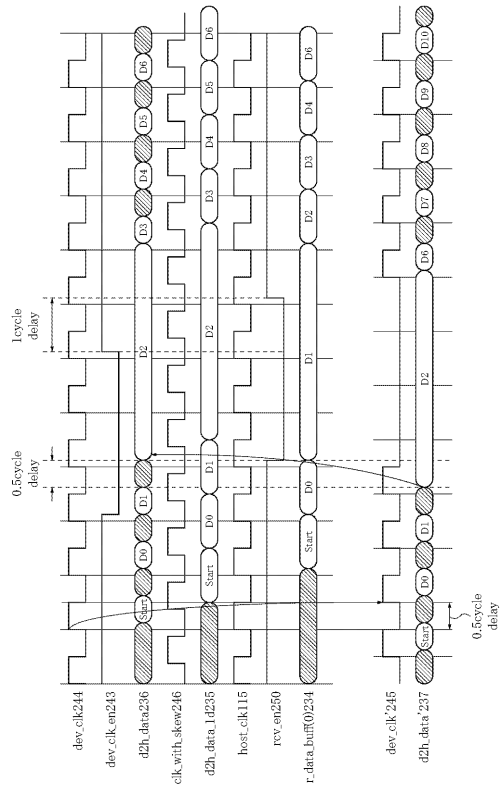 0.5cycle
delay
1cycle
delay
dev_clk244
dev_clk_en243
d2h_data236 Start D0 D1 D2 D3 D4 D5 D6
clk_with_skew246
d2h_data_1d235 Start D0 D1 D2 D3 D4 D5 D6
host_clk115
rcv_en250
r_data_buff(0)234 Start D0 D1 D2 D3 D4 D6
dev_clk'245
d2h_data'237 Start D0 D1 D2 D6 D7 D8 D9 D10
0.5cycle
delay